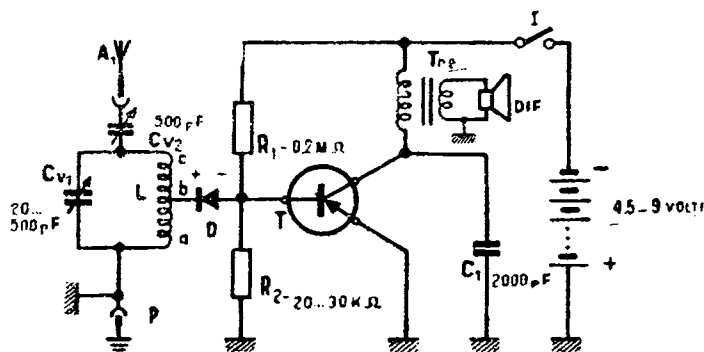 A₁
I
Tre
500pF
Cv₂
DIF
R₁-0,2MΩ
c
Cv₁
L
b
+ -
D
T
20...
500pF
a
-
4,5-9 VOLTI
C₁ 2000pF
R₂-20...30KΩ
+
P